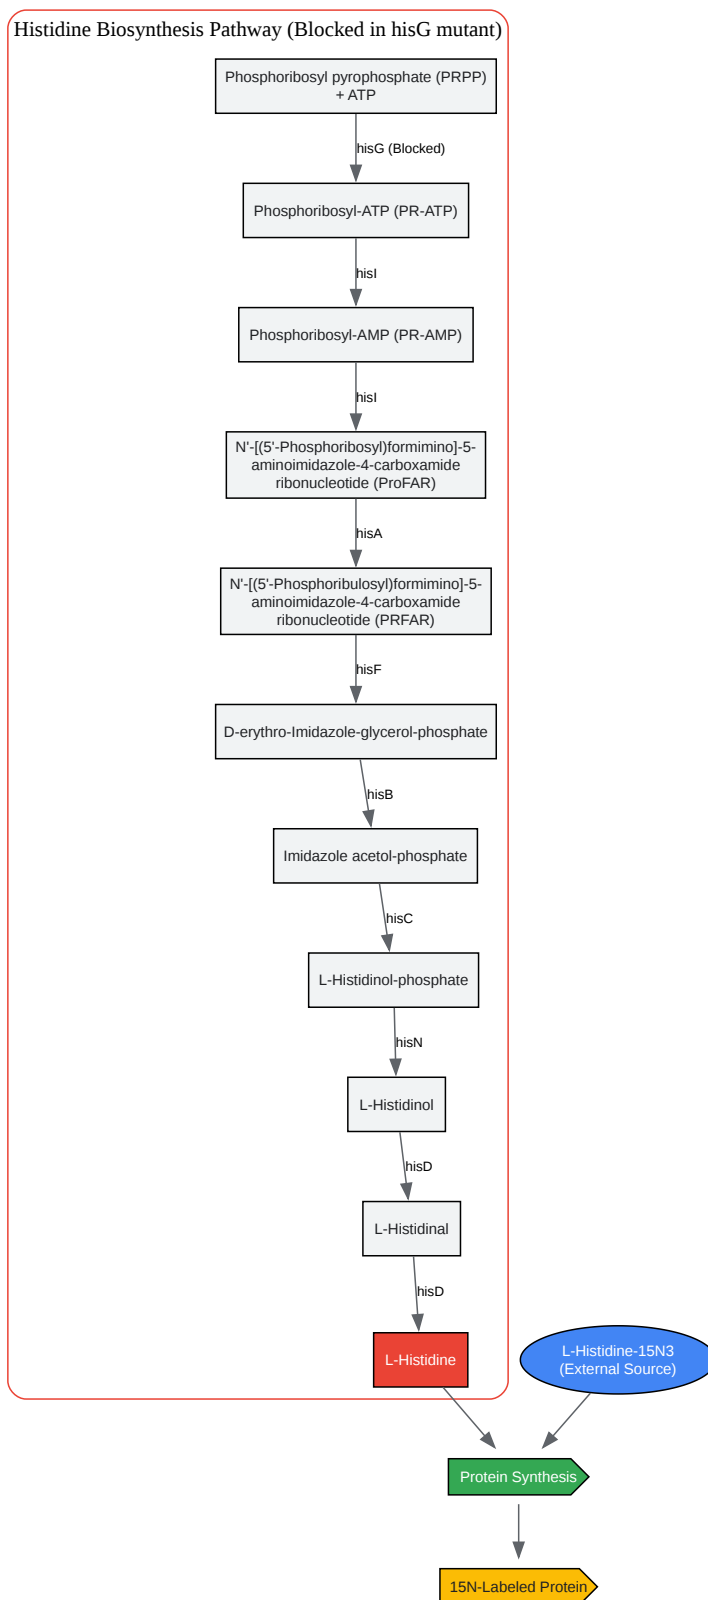 Histidine Biosynthesis Pathway (Blocked in hisG mutant)
Phosphoribosyl pyrophosphate (PRPP)
+ ATP
hisG (Blocked)
Phosphoribosyl-ATP (PR-ATP)
hisI
Phosphoribosyl-AMP (PR-AMP)
hisI
N'-[(5'-Phosphoribosyl)formimino]-5-
aminoimidazole-4-carboxamide
ribonucleotide (ProFAR)
hisA
N'-[(5'-Phosphoribulosyl)formimino]-5-
aminoimidazole-4-carboxamide
ribonucleotide (PRFAR)
hisF
D-erythro-Imidazole-glycerol-phosphate
hisB
Imidazole acetol-phosphate
hisC
L-Histidinol-phosphate
hisN
L-Histidinol
hisD
L-Histidinal
hisD
L-Histidine
L-Histidine-15N3
(External Source)
Protein Synthesis
15N-Labeled Protein